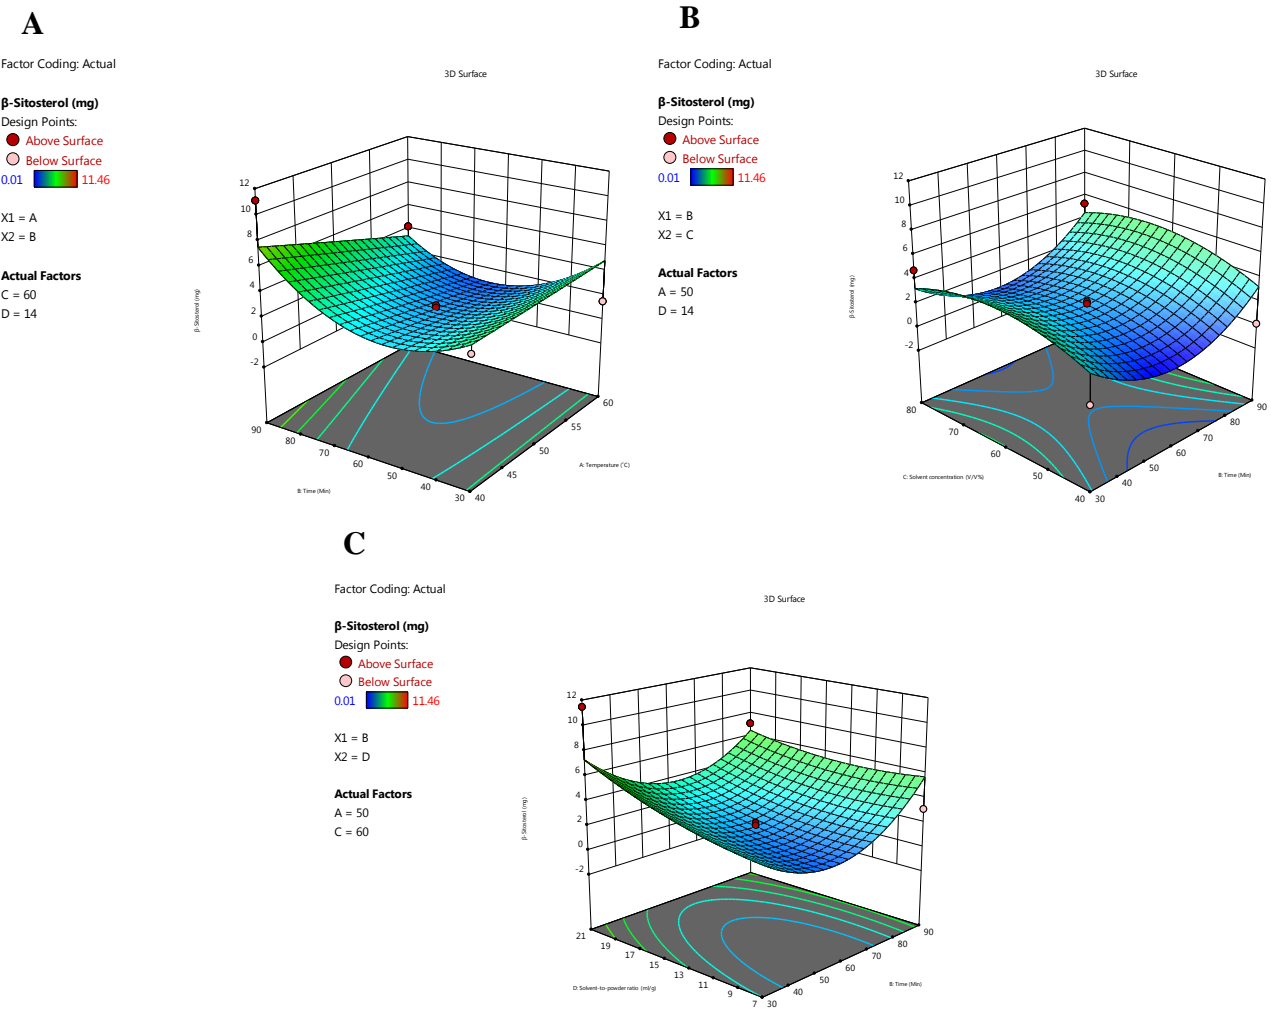 A
Factor Coding: Actual
3D Surface
β-Sitosterol (mg)
Design Points:
Above Surface
Below Surface
0.01 11.46
X1 = A
X2 = B
Actual Factors
C = 60
D = 14
12
10
8
6
4
2
0
-2
β-Sitosterol (mg)
90
80
70
60
50
40
30
B: Time (Min)
40
45
50
55
60
A: Temperature (°C)
B
Factor Coding: Actual
3D Surface
β-Sitosterol (mg)
Design Points:
Above Surface
Below Surface
0.01 11.46
X1 = B
X2 = C
Actual Factors
A = 50
D = 14
12
10
8
6
4
2
0
-2
β-Sitosterol (mg)
80
70
60
50
40
C: Solvent concentration (V/V%)
30
40
50
60
70
80
90
B: Time (Min)
C
Factor Coding: Actual
3D Surface
β-Sitosterol (mg)
Design Points:
Above Surface
Below Surface
0.01 11.46
X1 = B
X2 = D
Actual Factors
A = 50
C = 60
12
10
8
6
4
2
0
-2
β-Sitosterol (mg)
21
19
17
15
13
11
9
7
D: Solvent-to-powder ratio (ml/g)
30
40
50
60
70
80
90
B: Time (Min)